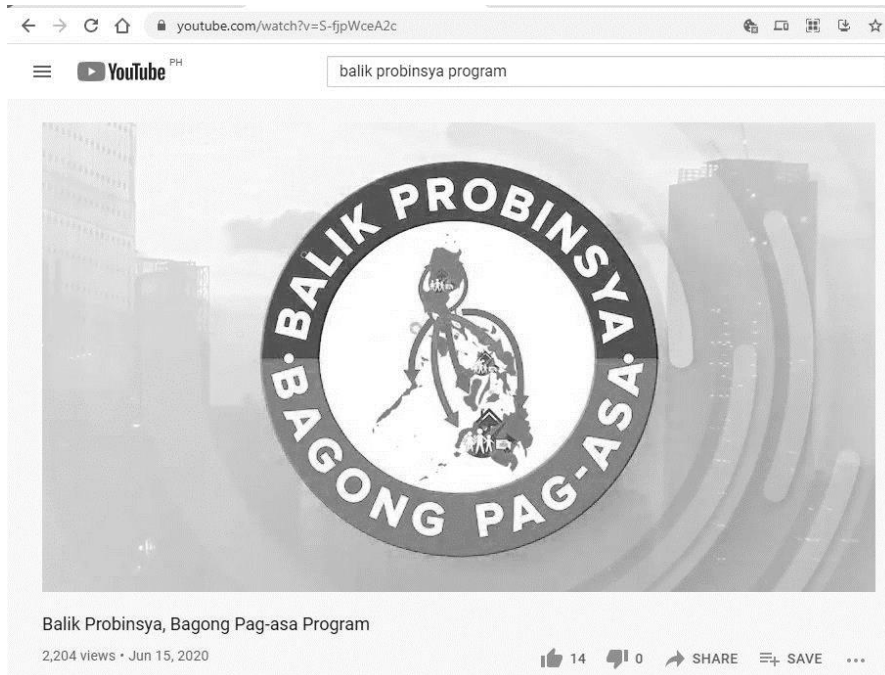 youtube.com/watch?v=S-fjpWceA2c
YouTube PH
balik probinsya program
BALIK PROBINSYA
BAGONG PAG-ASA
Balik Probinsya, Bagong Pag-asa Program
2,204 views • Jun 15, 2020
14 0 SHARE SAVE